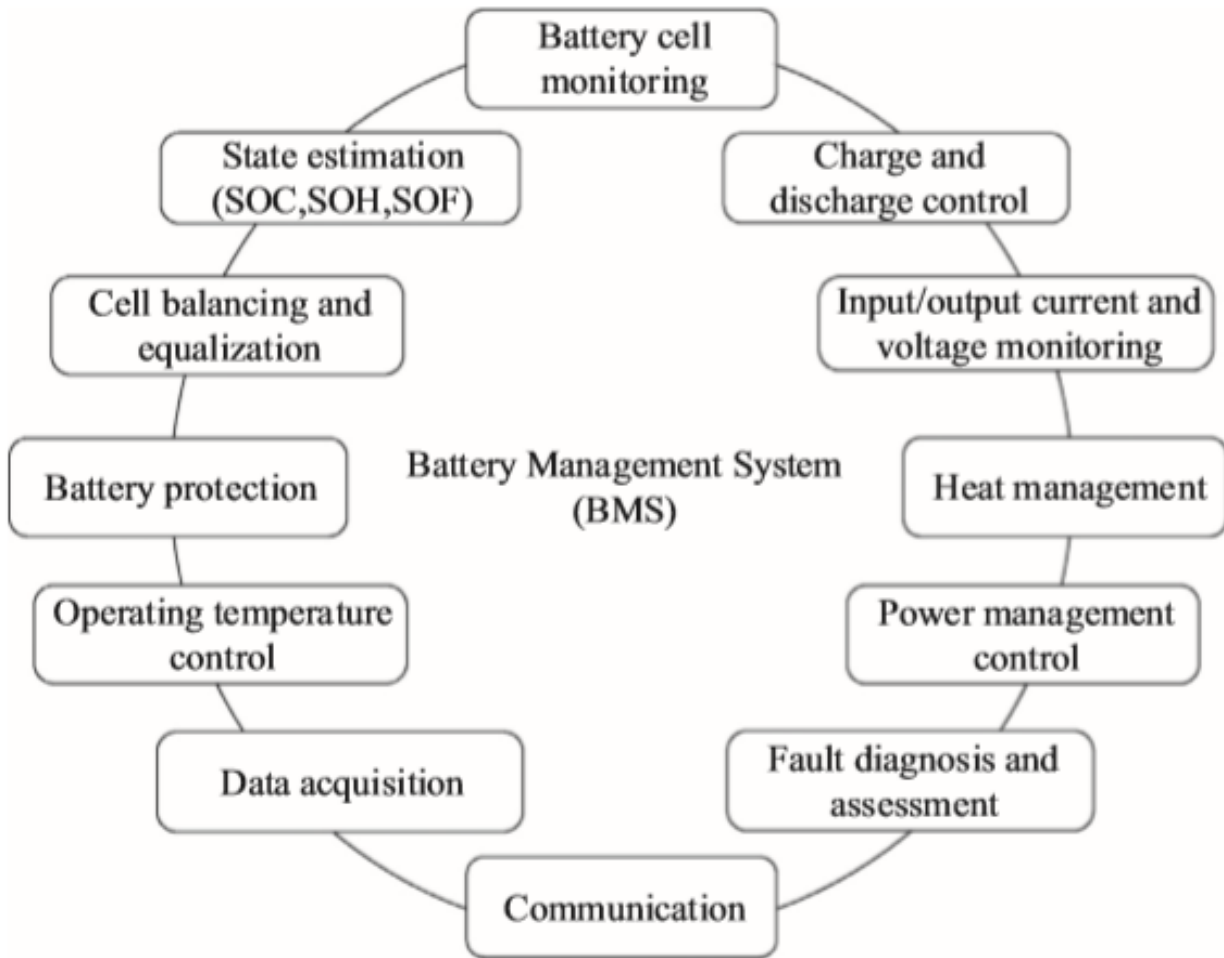 Battery cell
monitoring
State estimation
(SOC,SOH,SOF)
Charge and
discharge control
Cell balancing and
equalization
Input/output current and
voltage monitoring
Battery protection
Battery Management System
(BMS)
Heat management
Operating temperature
control
Power management
control
Data acquisition
Fault diagnosis and
assessment
Communication